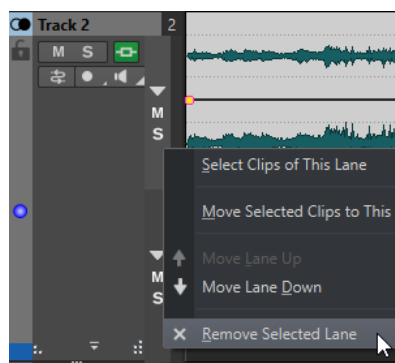 Track 2 2
M S
M
S
Select Clips of This Lane
Move Selected Clips to This
Move Lane Up
M
Move Lane Down
S
Remove Selected Lane